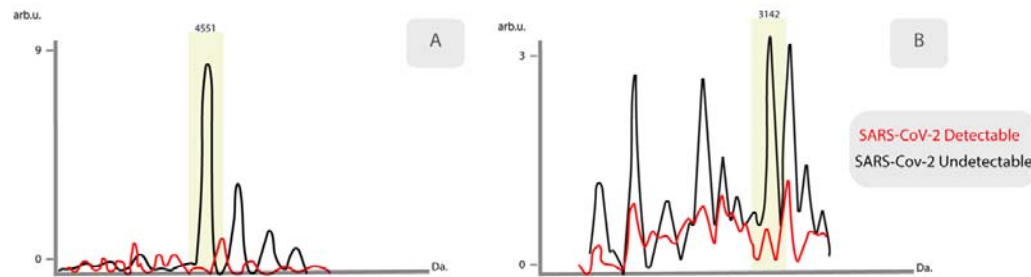 arb.u.
4551
A
9
0
Da.
arb.u.
3142
B
3
0
Da.
SARS-CoV-2 Detectable
SARS-Cov-2 Undetectable